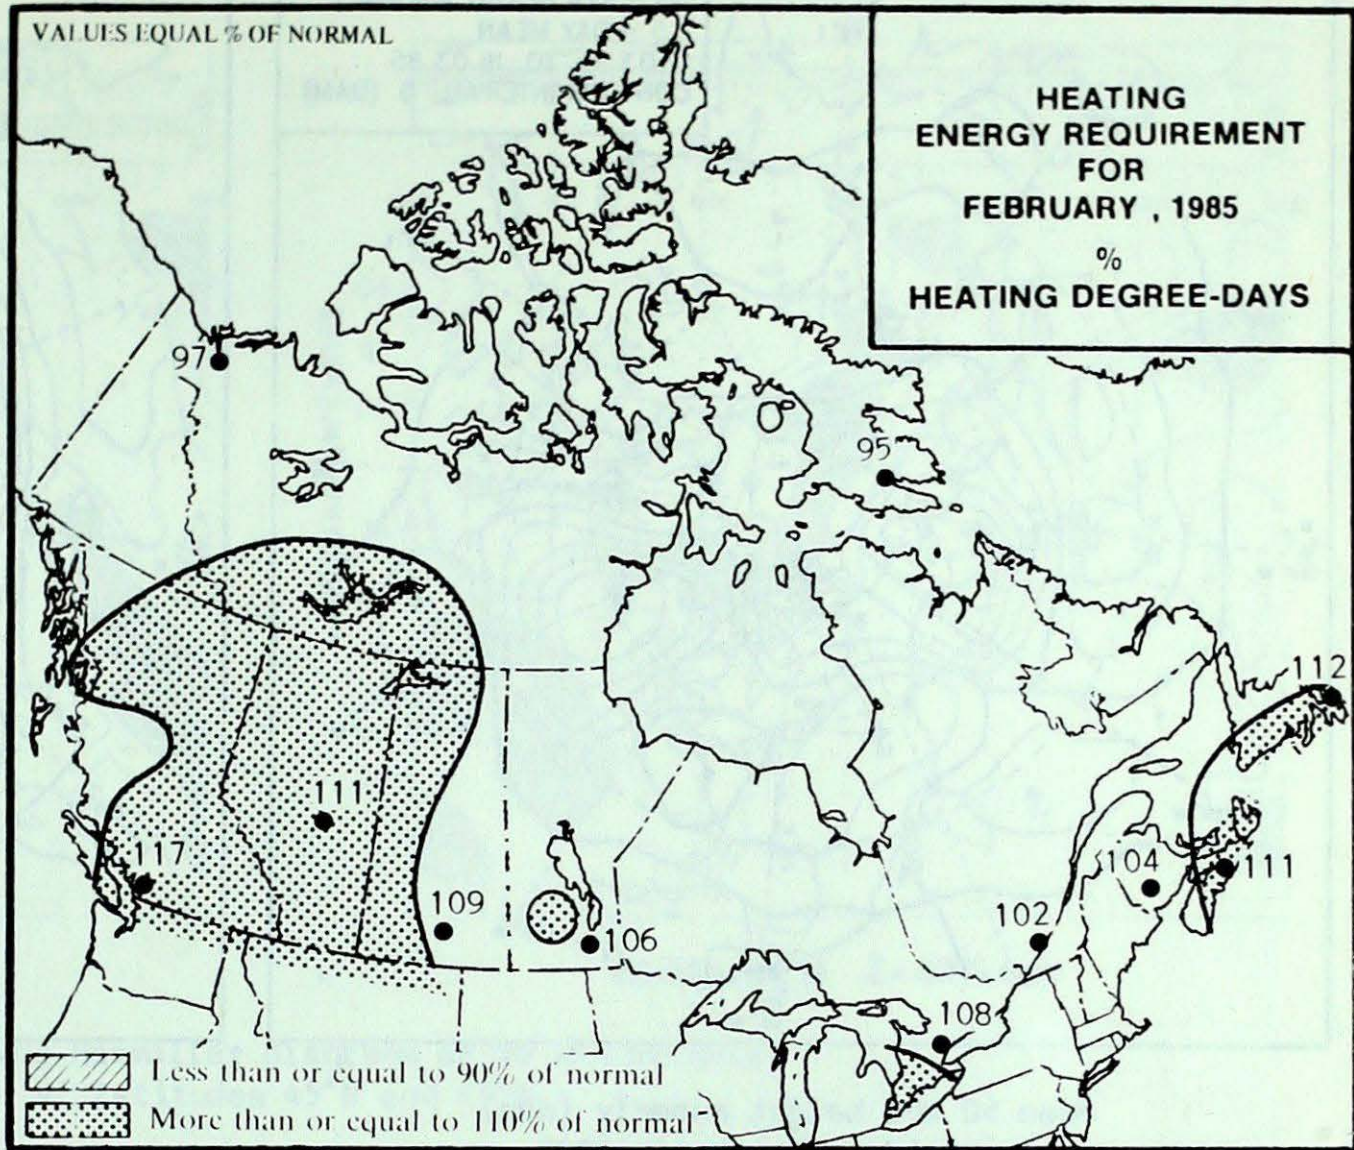 VALUES EQUAL % OF NORMAL
HEATING
ENERGY REQUIREMENT
FOR
FEBRUARY , 1985
%
HEATING DEGREE-DAYS
97
95
112
111
117
111
104
109
102
106
108
Less than or equal to 90% of normal
More than or equal to 110% of normal